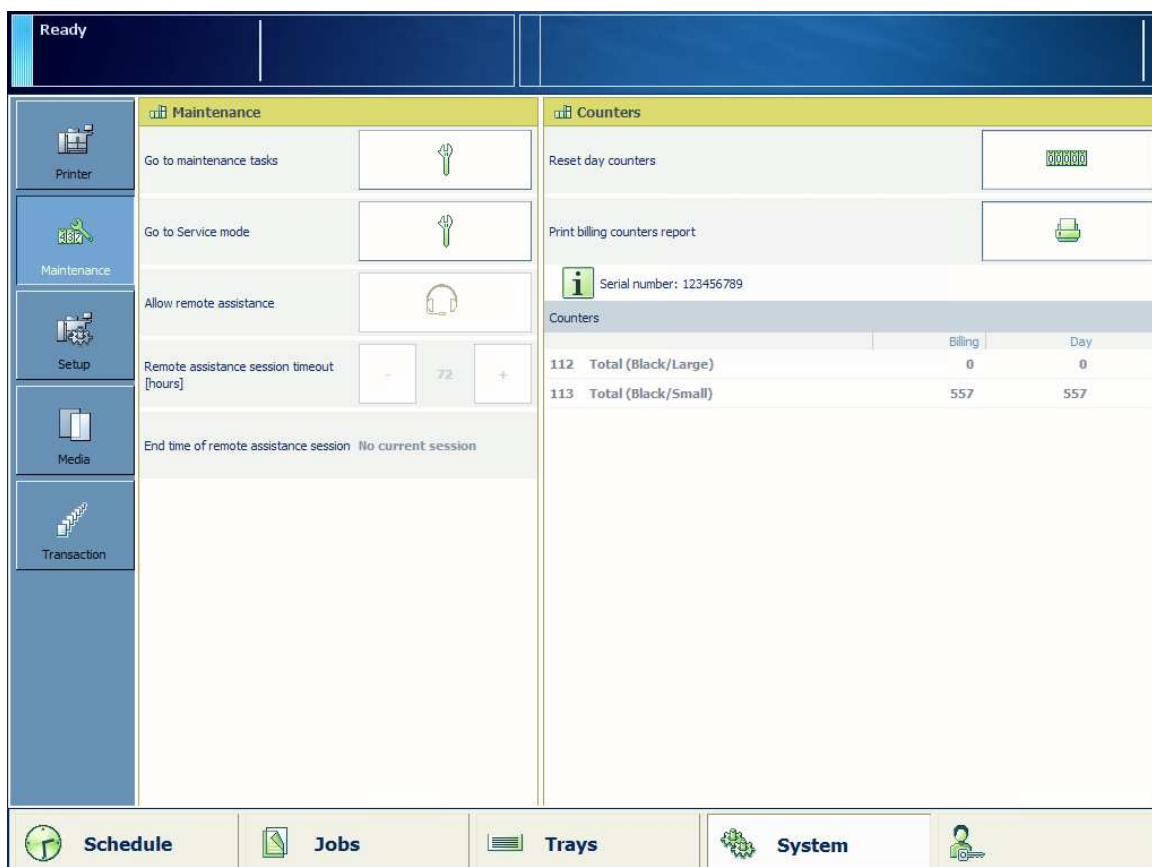 Ready
Printer
Maintenance
Setup
Media
Transaction
Maintenance
Go to maintenance tasks
Go to Service mode
Allow remote assistance
Remote assistance session timeout
[hours]
- 72 +
End time of remote assistance session No current session
Counters
Reset day counters
Print billing counters report
i Serial number: 123456789
Counters
Billing Day
112 Total (Black/Large) 0 0
113 Total (Black/Small) 557 557
Schedule Jobs Trays System